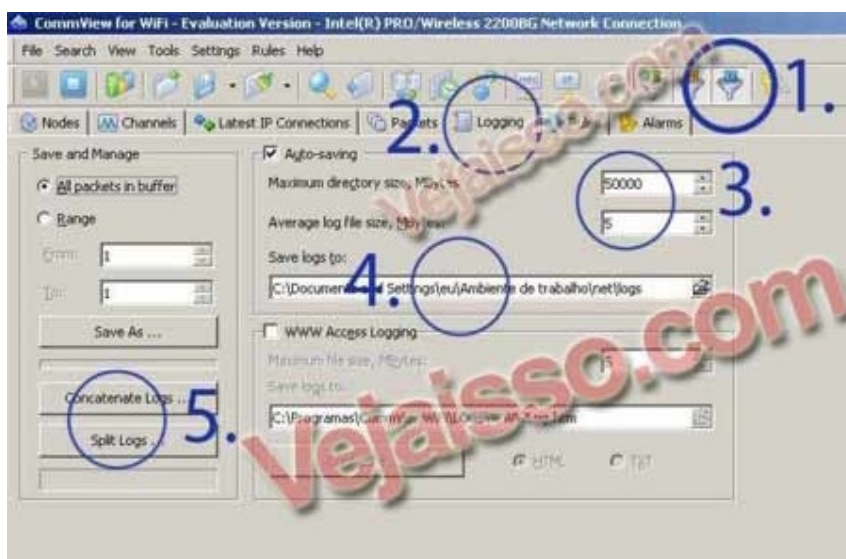 CommView for WiFi - Evaluation Version - Intel(R) PRO/Wireless 2200BG Network Connection
File Search View Tools Settings Rules Help
1.
2.
Nodes Channels Latest IP Connections Packets Logging Rules Alarms
Save and Manage
All packets in buffer
Range
From: 1
To: 1
Save As ...
Concatenate Logs ...
Split Logs ...
5.
Auto-saving
Maximum directory size, MBytes: 50000
Average log file size, MBytes: 5
3.
Save logs to:
C:\Documents and Settings\eu\Ambiente de trabalho\net\logs
4.
WWW Access Logging
Maximum file size, MBytes: 5
Save logs to:
HTML TXT
Vejaisso.com
Vejaisso.com